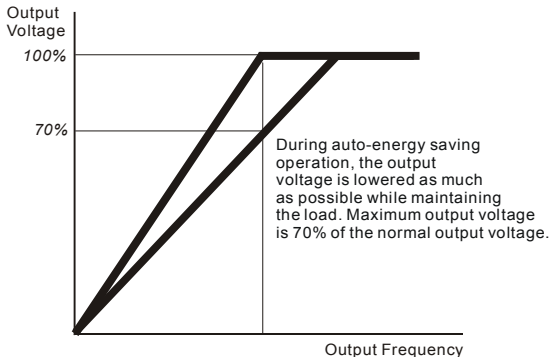 Output
Voltage
100%
70%
During auto-energy saving
operation, the output
voltage is lowered as much
as possible while maintaining
the load. Maximum output voltage
is 70% of the normal output voltage.
Output Frequency